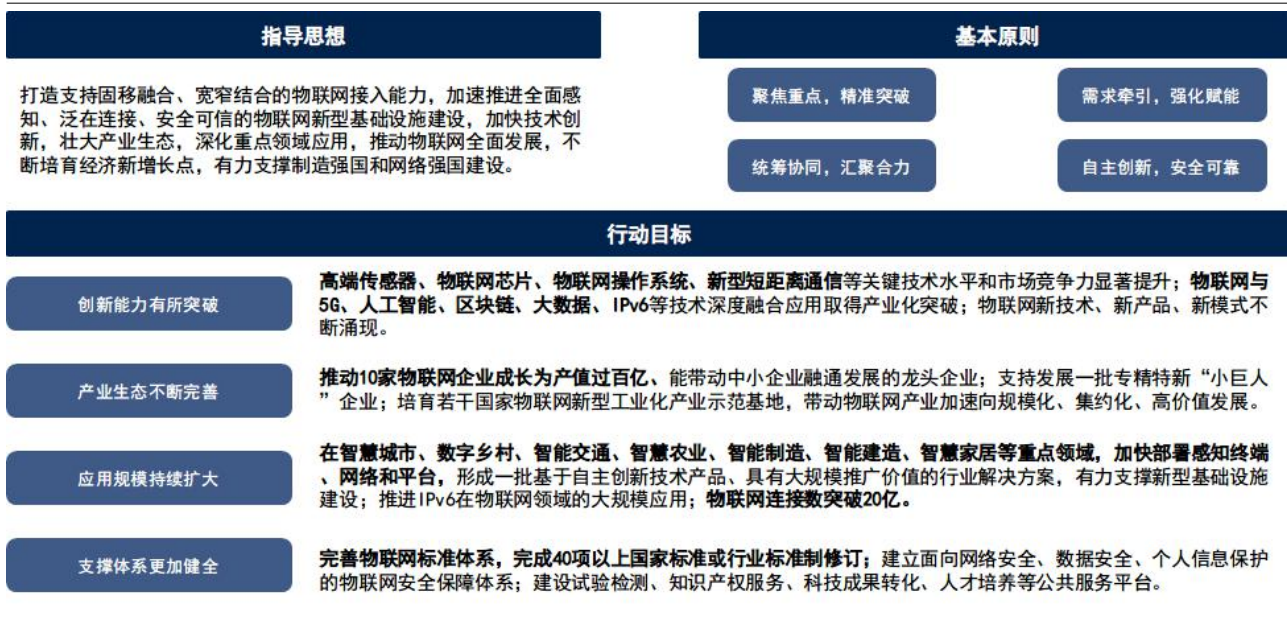 指导思想
打造支持固移融合、宽窄结合的物联网接入能力，加速推进全面感
知、泛在连接、安全可信的物联网新型基础设施建设，加快技术创
新，壮大产业生态，深化重点领域应用，推动物联网全面发展，不
断培育经济新增长点，有力支撑制造强国和网络强国建设。
基本原则
聚焦重点，精准突破
需求牵引，强化赋能
统筹协同，汇聚合力
自主创新，安全可靠
行动目标
创新能力有所突破
高端传感器、物联网芯片、物联网操作系统、新型短距离通信等关键技术水平和市场竞争力显著提升；物联网与
5G、人工智能、区块链、大数据、IPv6等技术深度融合应用取得产业化突破；物联网新技术、新产品、新模式不
断涌现。
产业生态不断完善
推动10家物联网企业成长为产值过百亿、能带动中小企业融通发展的龙头企业；支持发展一批专精特新“小巨人
”企业；培育若干国家物联网新型工业化产业示范基地，带动物联网产业加速向规模化、集约化、高价值发展。
应用规模持续扩大
在智慧城市、数字乡村、智能交通、智慧农业、智能制造、智能建造、智慧家居等重点领域，加快部署感知终端
、网络和平台，形成一批基于自主创新技术产品、具有大规模推广价值的行业解决方案，有力支撑新型基础设施
建设；推进IPv6在物联网领域的大规模应用；物联网连接数突破20亿。
支撑体系更加健全
完善物联网标准体系，完成40项以上国家标准或行业标准制修订；建立面向网络安全、数据安全、个人信息保护
的物联网安全保障体系；建设试验检测、知识产权服务、科技成果转化、人才培养等公共服务平台。